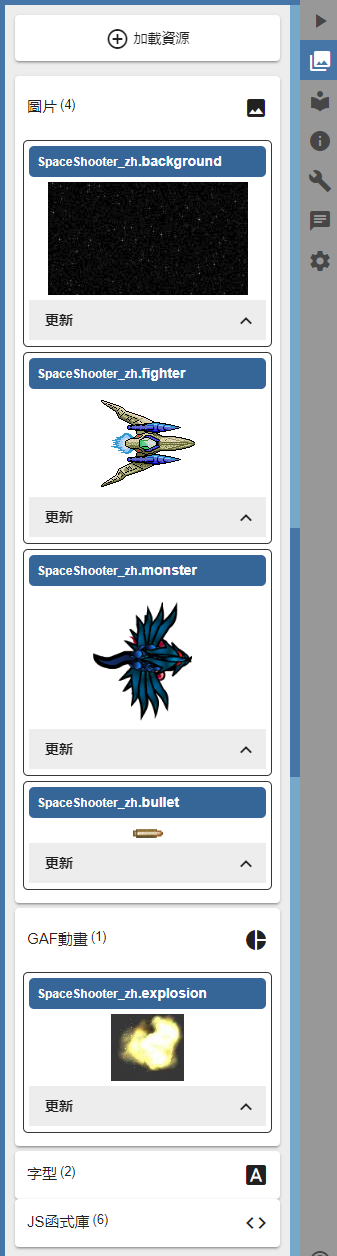 加載資源
圖片 (4)
SpaceShooter_zh.background
更新
SpaceShooter_zh.fighter
更新
SpaceShooter_zh.monster
更新
SpaceShooter_zh.bullet
更新
GAF動畫 (1)
SpaceShooter_zh.explosion
更新
字型 (2)
A
JS函式庫 (6)